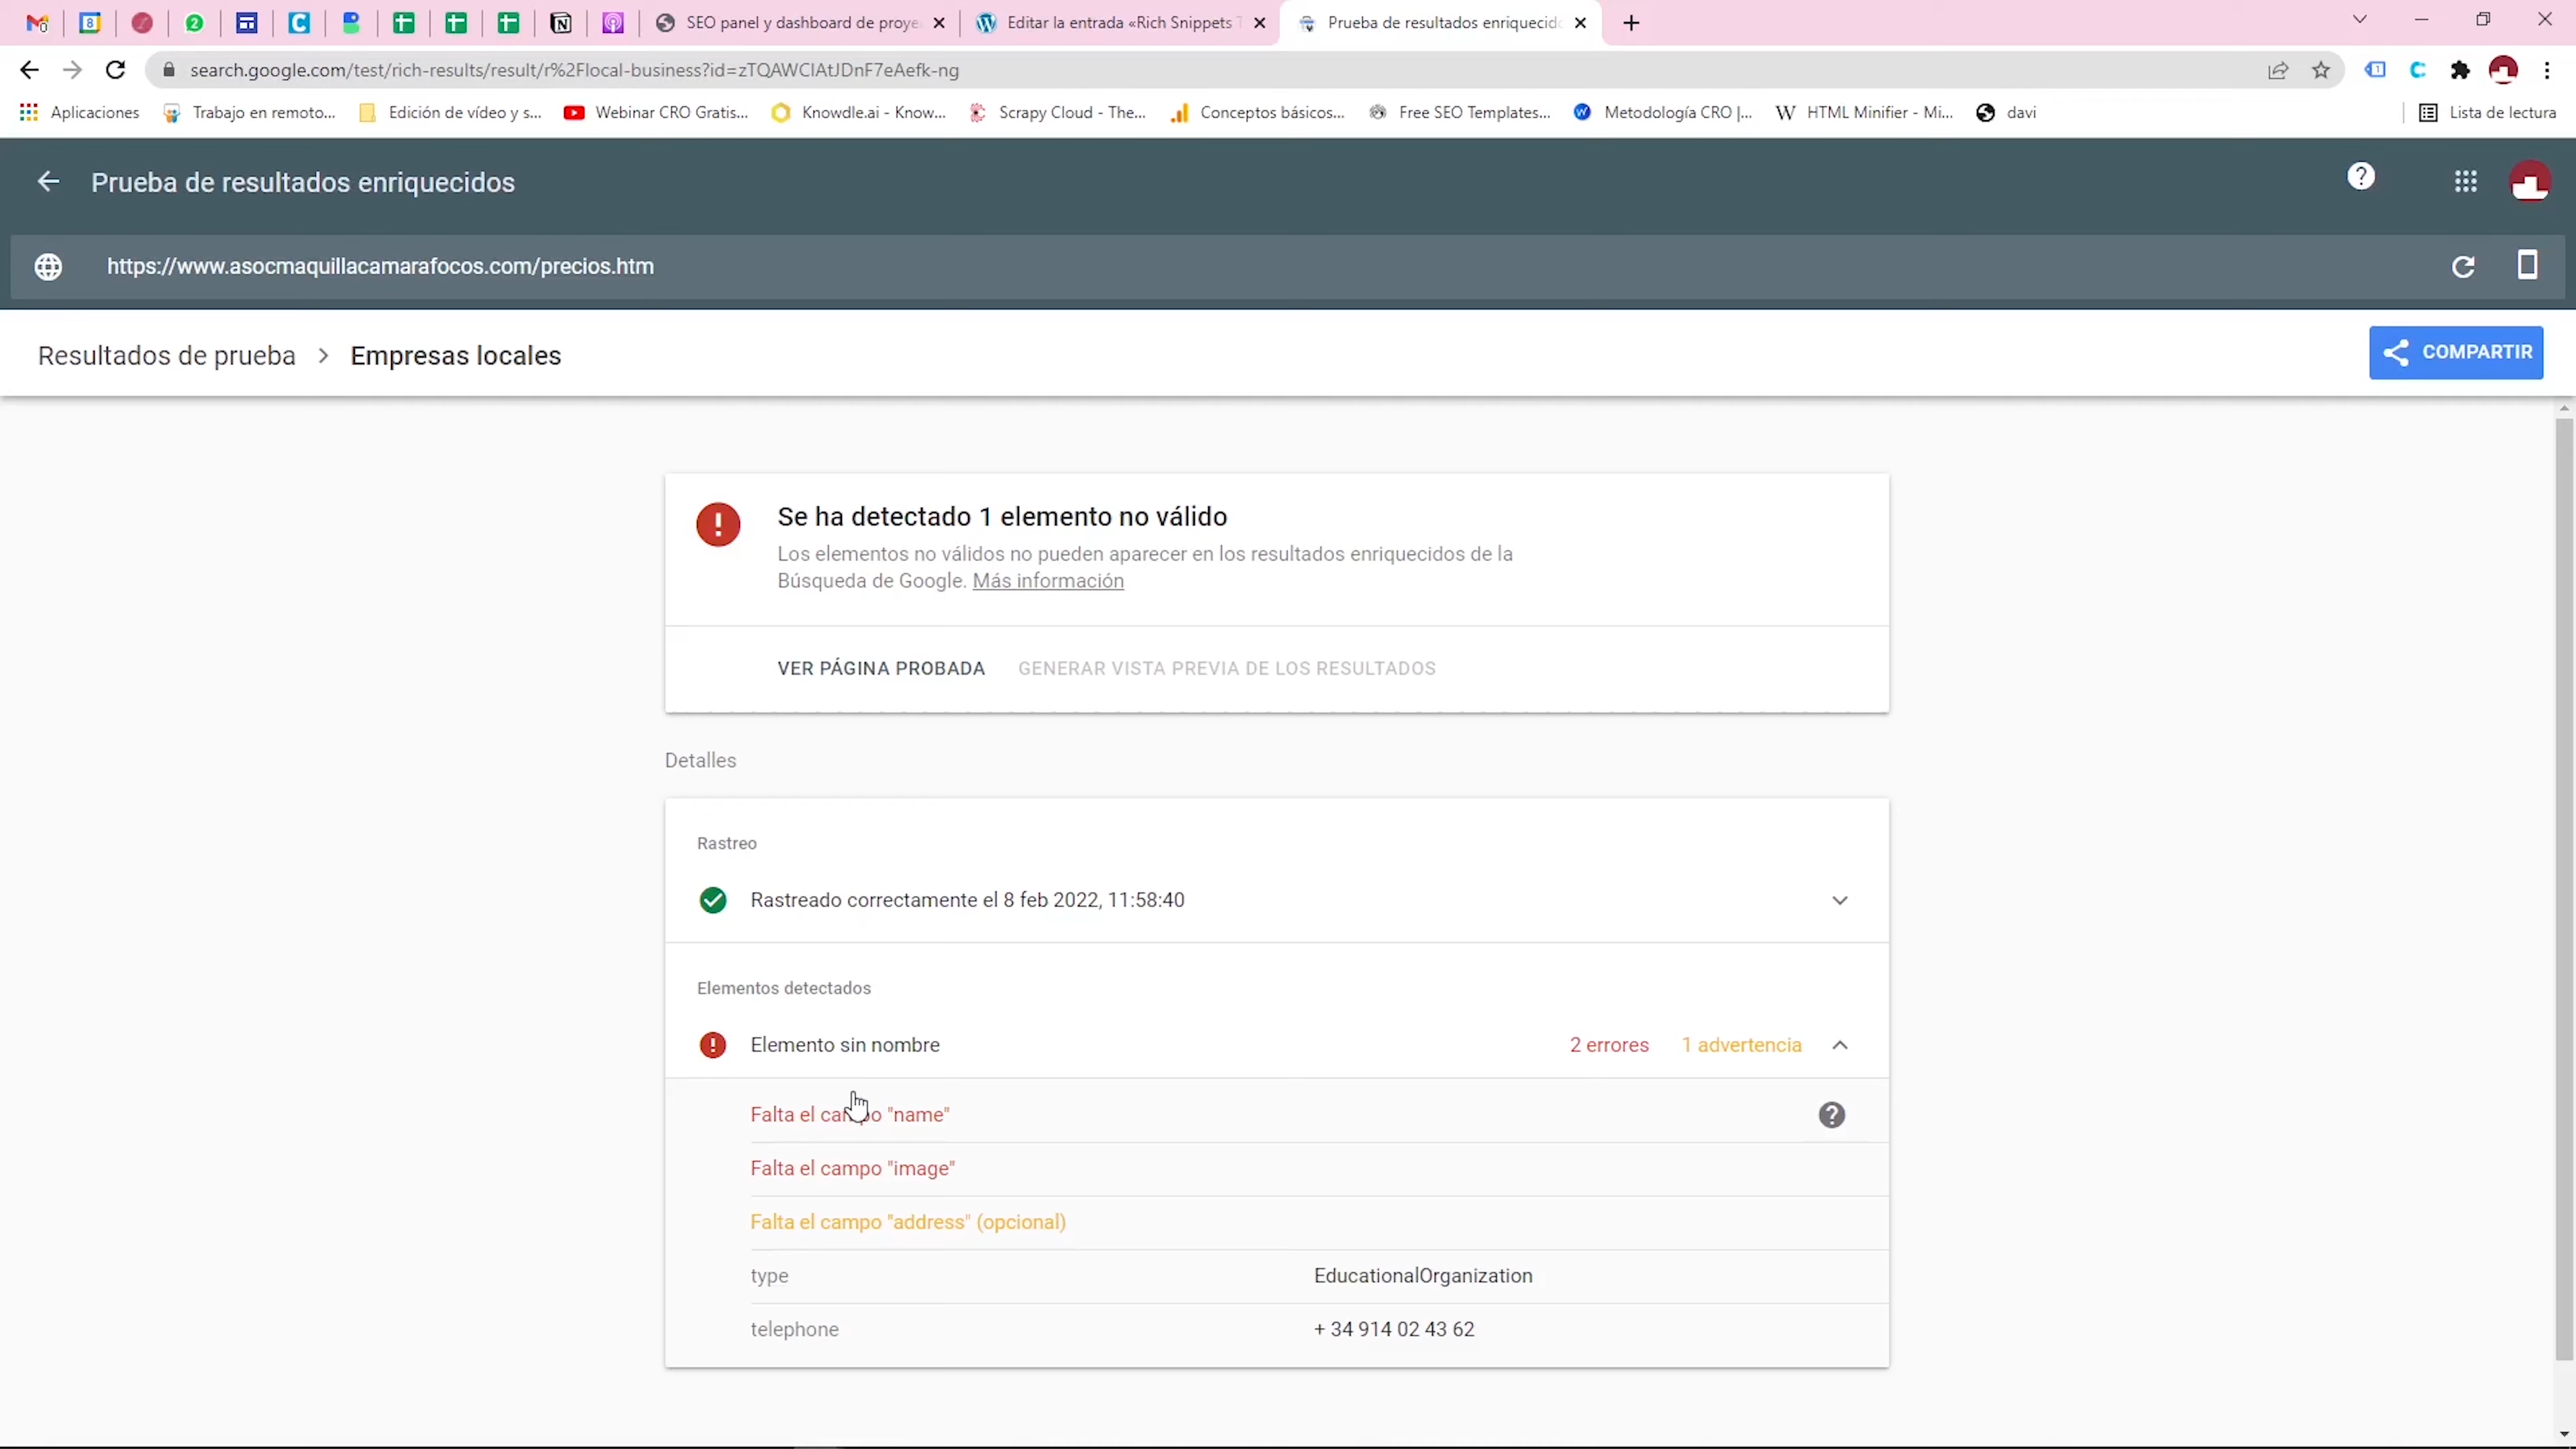 SEO panel y dashboard de proye
Editar la entrada «Rich Snippets T
Prueba de resultados enriquecido
search.google.com/test/rich-results/result/r%2Flocal-business?id=zTQAWCIAtJDnF7eAefk-ng
Aplicaciones
Trabajo en remoto...
Edición de vídeo y s...
Webinar CRO Gratis...
Knowdle.ai - Know...
Scrapy Cloud - The...
Conceptos básicos...
Free SEO Templates...
Metodología CRO |...
HTML Minifier - Mi...
davi
Lista de lectura
Prueba de resultados enriquecidos
https://www.asocmaquillacamarafocos.com/precios.htm
Resultados de prueba > Empresas locales
COMPARTIR
Se ha detectado 1 elemento no válido
Los elementos no válidos no pueden aparecer en los resultados enriquecidos de la
Búsqueda de Google. Más información
VER PÁGINA PROBADA GENERAR VISTA PREVIA DE LOS RESULTADOS
Detalles
Rastreo
Rastreado correctamente el 8 feb 2022, 11:58:40
Elementos detectados
Elemento sin nombre 2 errores 1 advertencia
Falta el campo "name"
Falta el campo "image"
Falta el campo "address" (opcional)
type EducationalOrganization
telephone + 34 914 02 43 62